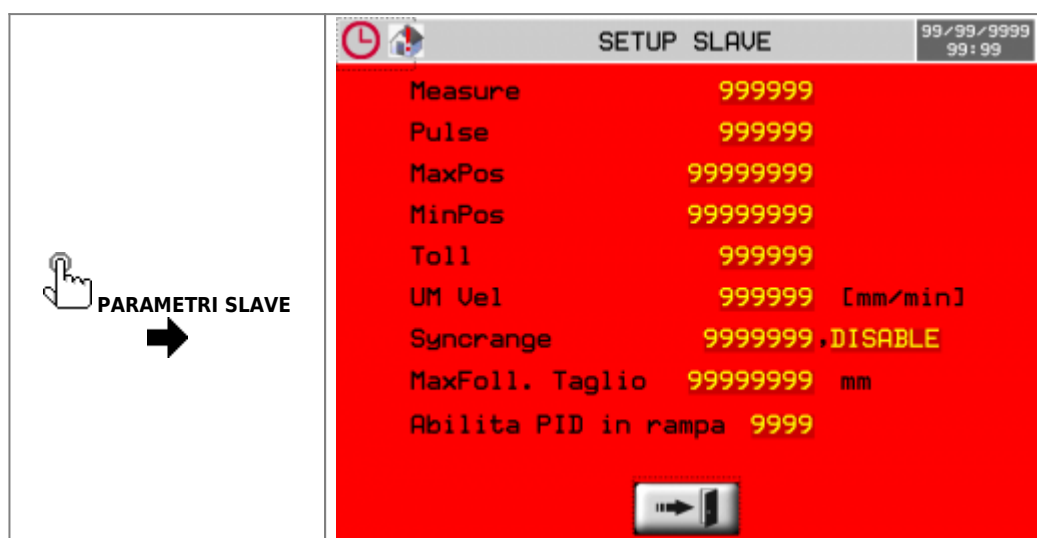 PARAMETRI SLAVE
SETUP SLAVE
99/99/9999
99:99
Measure 999999
Pulse 999999
MaxPos 99999999
MinPos 99999999
Toll 999999
UM Vel 999999 [mm/min]
Syncrange 9999999,DISABLE
MaxFoll. Taglio 99999999 mm
Abilita PID in rampa 9999